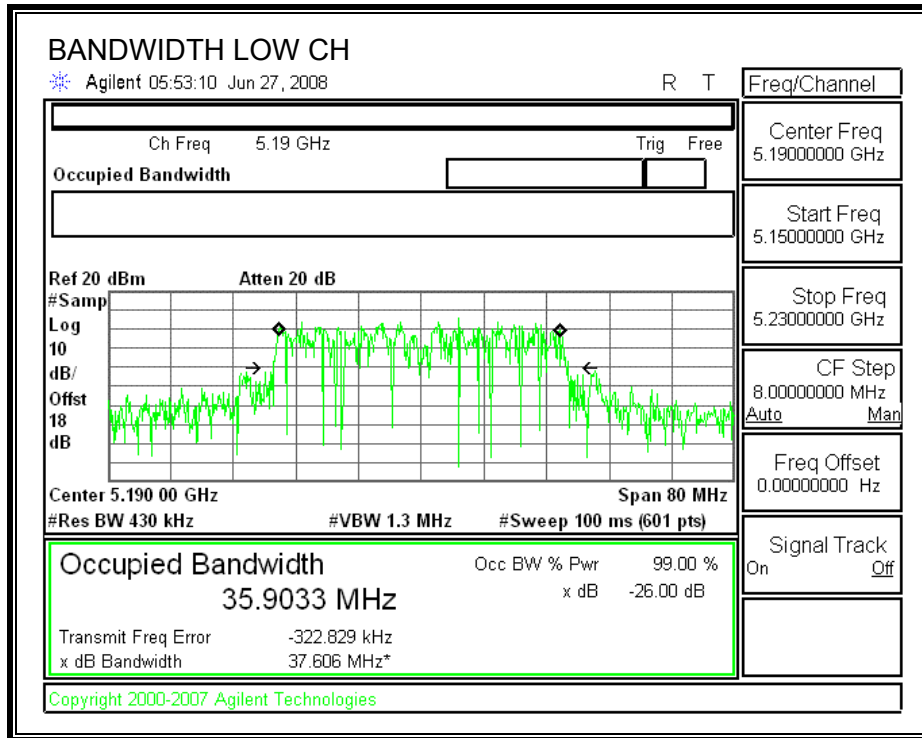 BANDWIDTH LOW CH
Agilent 05:53:10 Jun 27, 2008 R T
Freq/Channel
Ch Freq 5.19 GHz Trig Free
Occupied Bandwidth
Center Freq
5.19000000 GHz
Start Freq
5.15000000 GHz
Stop Freq
5.23000000 GHz
CF Step
8.00000000 MHz
Auto Man
Freq Offset
0.00000000 Hz
Signal Track
On Off
Ref 20 dBm Atten 20 dB
#Samp
Log
10
dB/
Offst
18
dB
Center 5.190 00 GHz Span 80 MHz
#Res BW 430 kHz #VBW 1.3 MHz #Sweep 100 ms (601 pts)
Occupied Bandwidth Occ BW % Pwr 99.00 %
35.9033 MHz x dB -26.00 dB
Transmit Freq Error -322.829 kHz
x dB Bandwidth 37.606 MHz*
Copyright 2000-2007 Agilent Technologies